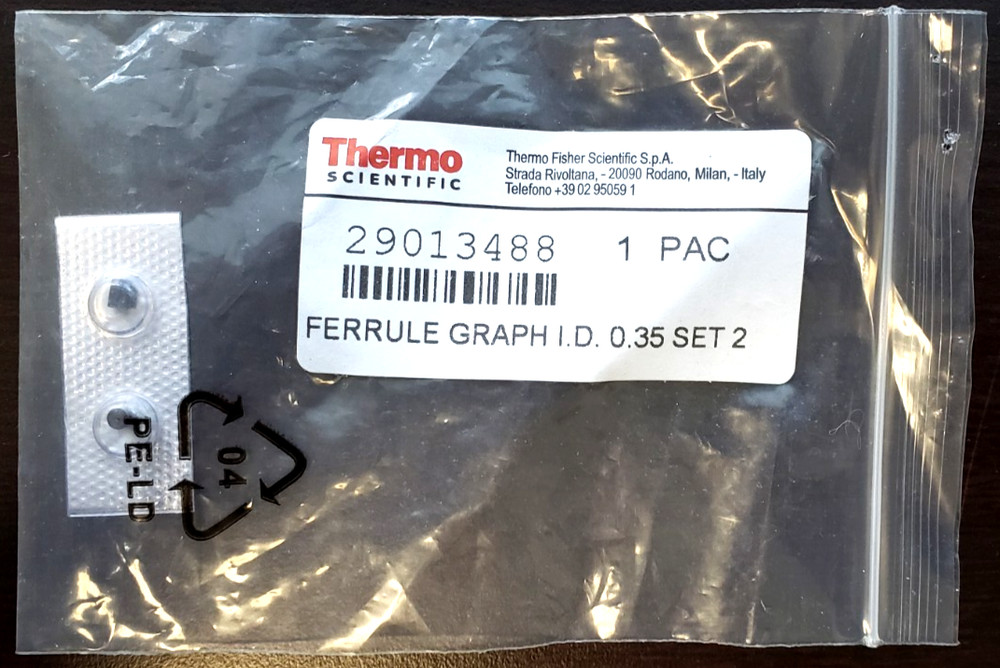 Thermo
SCIENTIFIC
Thermo Fisher Scientific S.p.A.
Strada Rivoltana, - 20090 Rodano, Milan, - Italy
Telefono +39 02 95059 1
29013488 1 PAC
FERRULE GRAPH I.D. 0.35 SET 2
04
PE-LD